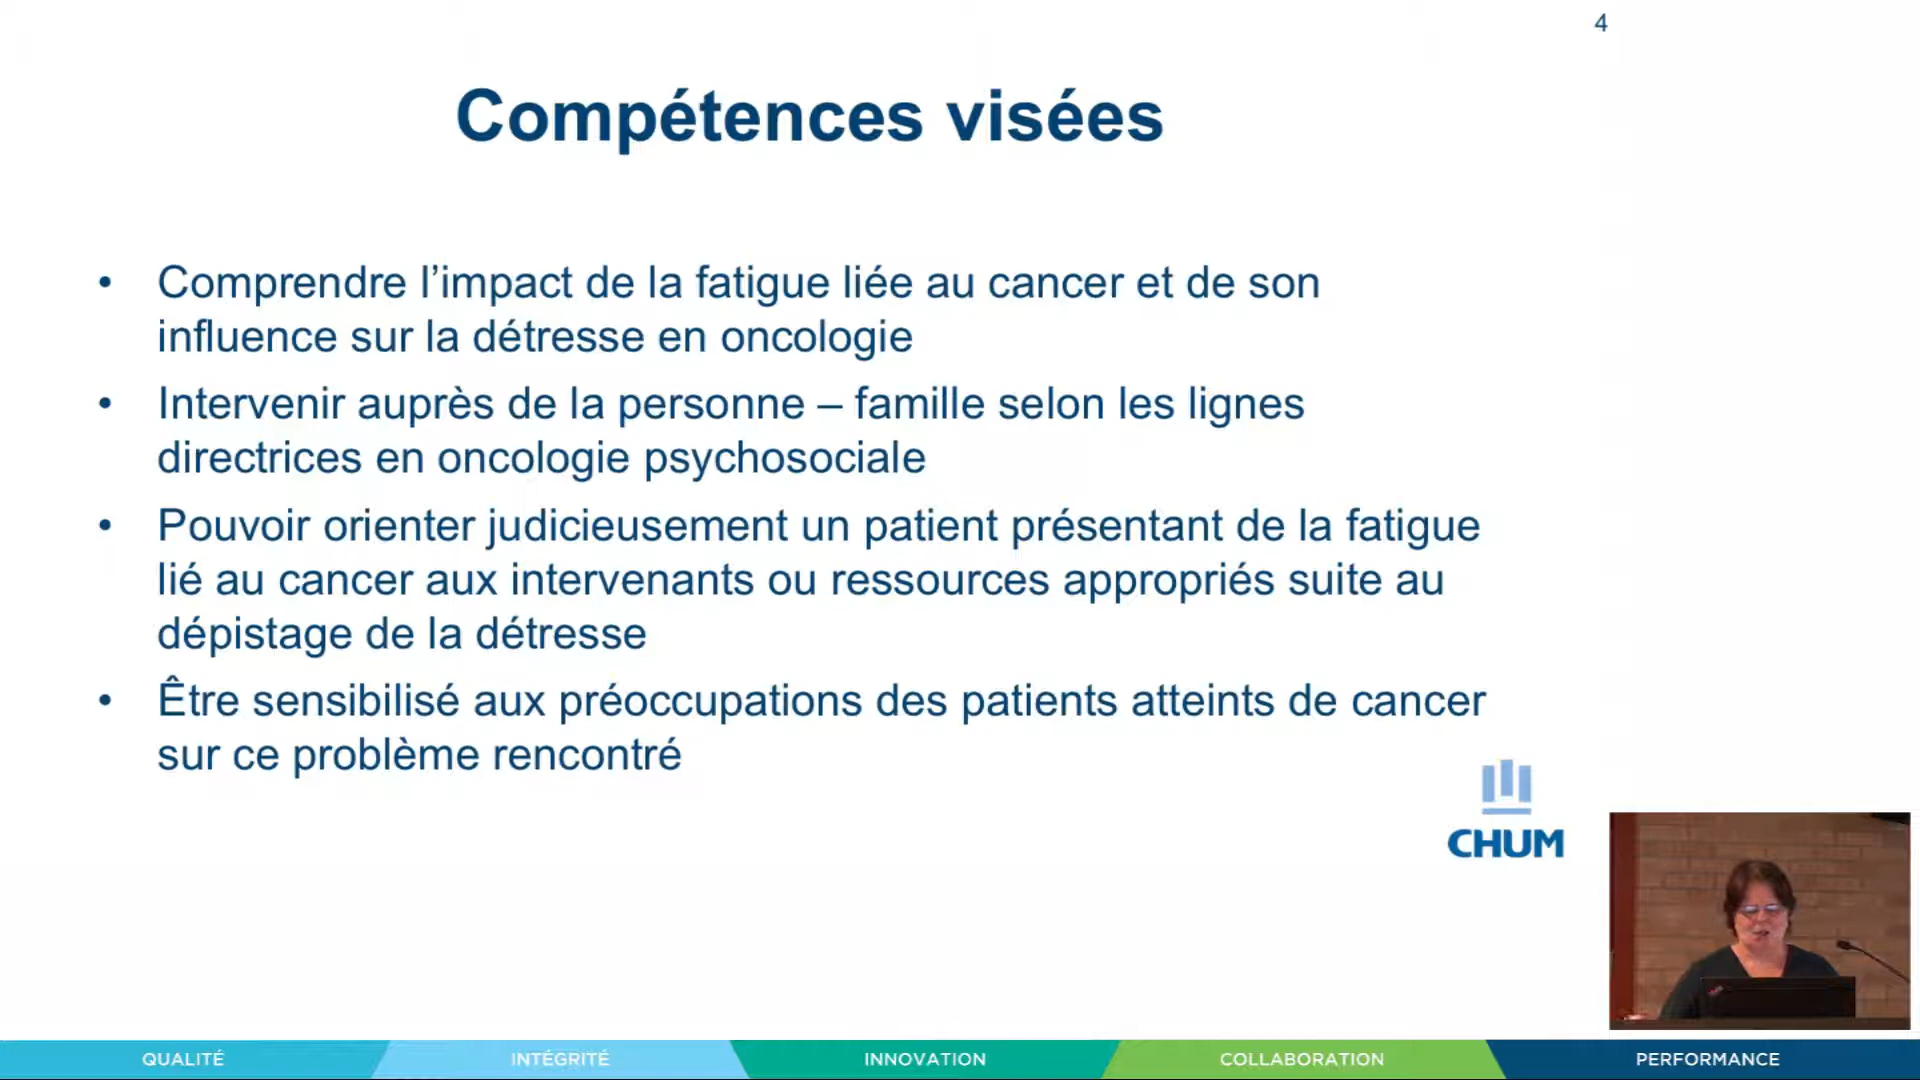 4
Compétences visées
• Comprendre l’impact de la fatigue liée au cancer et de son
influence sur la détresse en oncologie
• Intervenir auprès de la personne – famille selon les lignes
directrices en oncologie psychosociale
• Pouvoir orienter judicieusement un patient présentant de la fatigue
lié au cancer aux intervenants ou ressources appropriés suite au
dépistage de la détresse
• Être sensibilisé aux préoccupations des patients atteints de cancer
sur ce problème rencontré
CHUM
QUALITÉ INTÉGRITÉ INNOVATION COLLABORATION PERFORMANCE